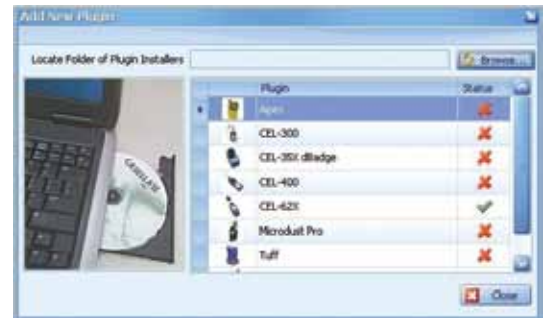 Add New Plugin
Locate Folder of Plugin Installers
Browse...
Plugin Status
Apex
CEL-300
CEL-35X dBadge
CEL-400
CEL-62X
Microdust Pro
Tuff
Close